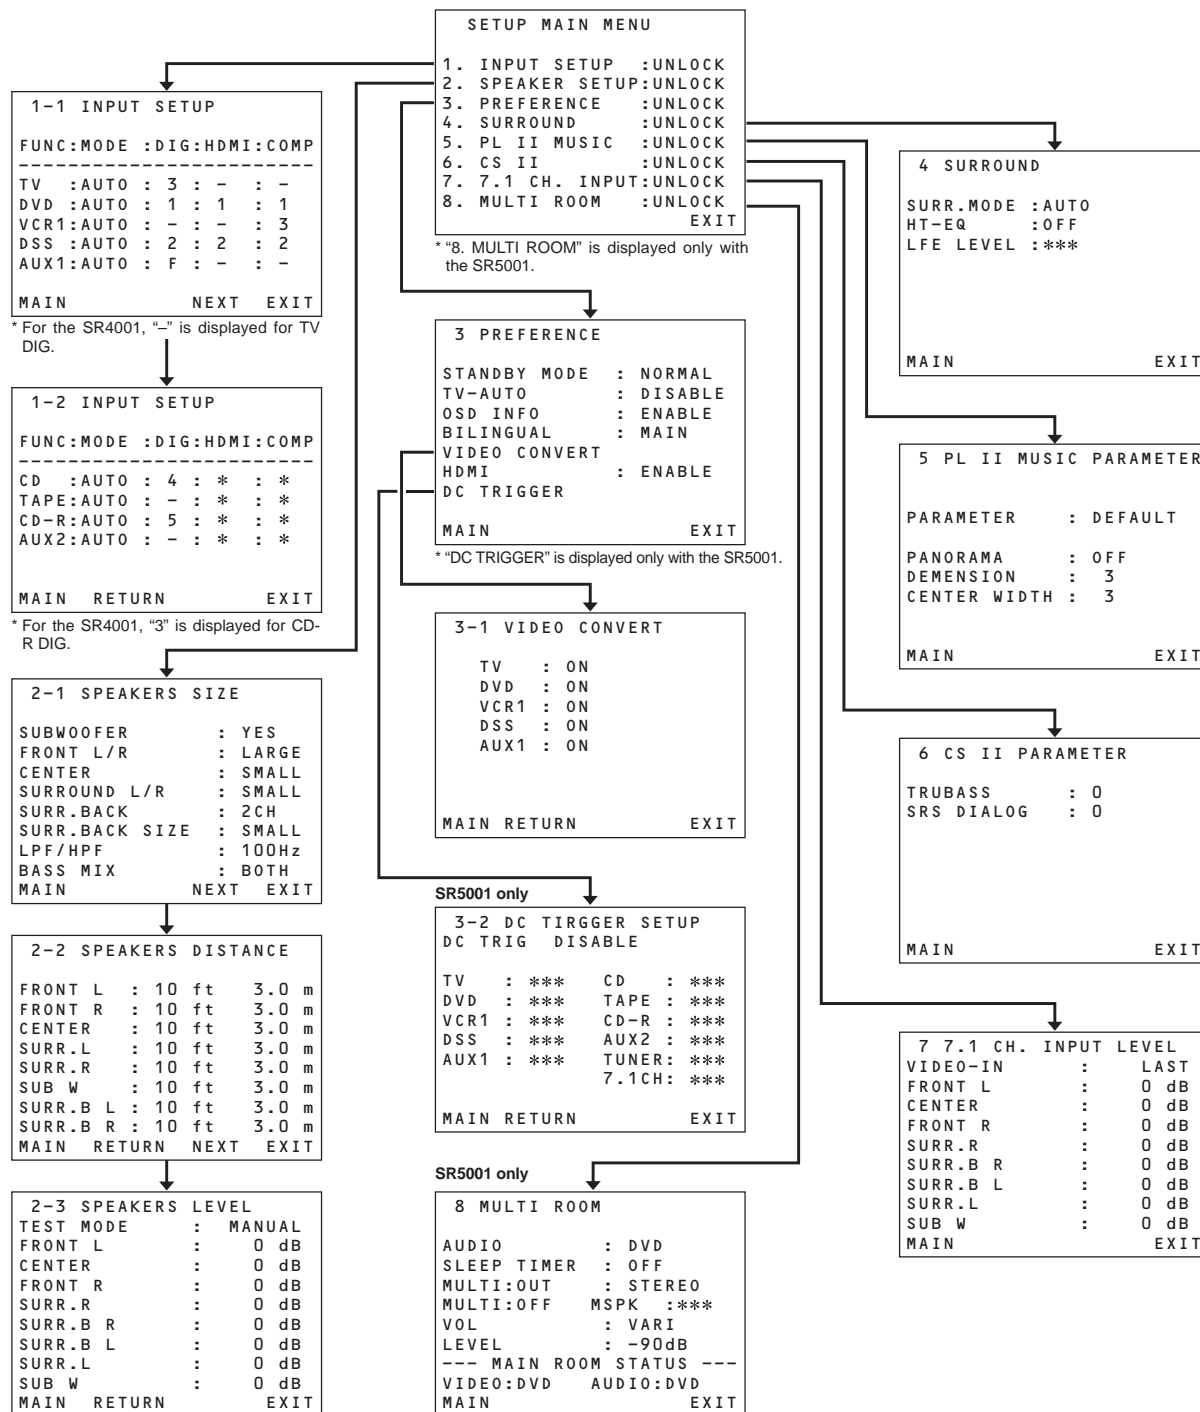 SETUP MAIN MENU
1. INPUT SETUP :UNLOCK
2. SPEAKER SETUP:UNLOCK
3. PREFERENCE :UNLOCK
4. SURROUND :UNLOCK
5. PL II MUSIC :UNLOCK
6. CS II :UNLOCK
7. 7.1 CH. INPUT:UNLOCK
8. MULTI ROOM :UNLOCK
EXIT
* “8. MULTI ROOM” is displayed only with
the SR5001.
1-1 INPUT SETUP
FUNC:MODE :DIG:HDMI:COMP
-------------------------
TV :AUTO : 3 : - : -
DVD :AUTO : 1 : 1 : 1
VCR1:AUTO : - : - : 3
DSS :AUTO : 2 : 2 : 2
AUX1:AUTO : F : - : -
MAIN NEXT EXIT
* For the SR4001, “–” is displayed for TV
DIG.
1-2 INPUT SETUP
FUNC:MODE :DIG:HDMI:COMP
-------------------------
CD :AUTO : 4 : * : *
TAPE:AUTO : - : * : *
CD-R:AUTO : 5 : * : *
AUX2:AUTO : - : * : *
MAIN RETURN EXIT
* For the SR4001, “3” is displayed for CD-
R DIG.
2-1 SPEAKERS SIZE
SUBWOOFER : YES
FRONT L/R : LARGE
CENTER : SMALL
SURROUND L/R : SMALL
SURR.BACK : 2CH
SURR.BACK SIZE : SMALL
LPF/HPF : 100Hz
BASS MIX : BOTH
MAIN NEXT EXIT
2-2 SPEAKERS DISTANCE
FRONT L : 10 ft 3.0 m
FRONT R : 10 ft 3.0 m
CENTER : 10 ft 3.0 m
SURR.L : 10 ft 3.0 m
SURR.R : 10 ft 3.0 m
SUB W : 10 ft 3.0 m
SURR.B L : 10 ft 3.0 m
SURR.B R : 10 ft 3.0 m
MAIN RETURN NEXT EXIT
2-3 SPEAKERS LEVEL
TEST MODE : MANUAL
FRONT L : 0 dB
CENTER : 0 dB
FRONT R : 0 dB
SURR.R : 0 dB
SURR.B R : 0 dB
SURR.B L : 0 dB
SURR.L : 0 dB
SUB W : 0 dB
MAIN RETURN EXIT
3 PREFERENCE
STANDBY MODE : NORMAL
TV-AUTO : DISABLE
OSD INFO : ENABLE
BILINGUAL : MAIN
VIDEO CONVERT
HDMI : ENABLE
DC TRIGGER
MAIN EXIT
* “DC TRIGGER” is displayed only with the SR5001.
3-1 VIDEO CONVERT
TV : ON
DVD : ON
VCR1 : ON
DSS : ON
AUX1 : ON
MAIN RETURN EXIT
SR5001 only
3-2 DC TIRGGER SETUP
DC TRIG DISABLE
TV : *** CD : ***
DVD : *** TAPE : ***
VCR1 : *** CD-R : ***
DSS : *** AUX2 : ***
AUX1 : *** TUNER: ***
7.1CH: ***
MAIN RETURN EXIT
SR5001 only
8 MULTI ROOM
AUDIO : DVD
SLEEP TIMER : OFF
MULTI:OUT : STEREO
MULTI:OFF MSPK :***
VOL : VARI
LEVEL : -90dB
--- MAIN ROOM STATUS ---
VIDEO:DVD AUDIO:DVD
MAIN EXIT
4 SURROUND
SURR.MODE :AUTO
HT-EQ :OFF
LFE LEVEL :***
MAIN EXIT
5 PL II MUSIC PARAMETER
PARAMETER : DEFAULT
PANORAMA : OFF
DEMENSION : 3
CENTER WIDTH : 3
MAIN EXIT
6 CS II PARAMETER
TRUBASS : 0
SRS DIALOG : 0
MAIN EXIT
7 7.1 CH. INPUT LEVEL
VIDEO-IN : LAST
FRONT L : 0 dB
CENTER : 0 dB
FRONT R : 0 dB
SURR.R : 0 dB
SURR.B R : 0 dB
SURR.B L : 0 dB
SURR.L : 0 dB
SUB W : 0 dB
MAIN EXIT